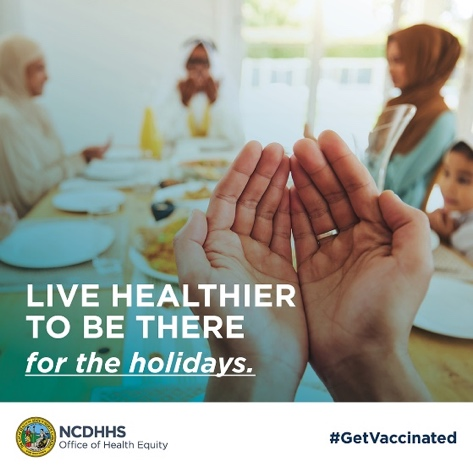 LIVE HEALTHIER
TO BE THERE
for the holidays.
NCDHHS
Office of Health Equity
#GetVaccinated